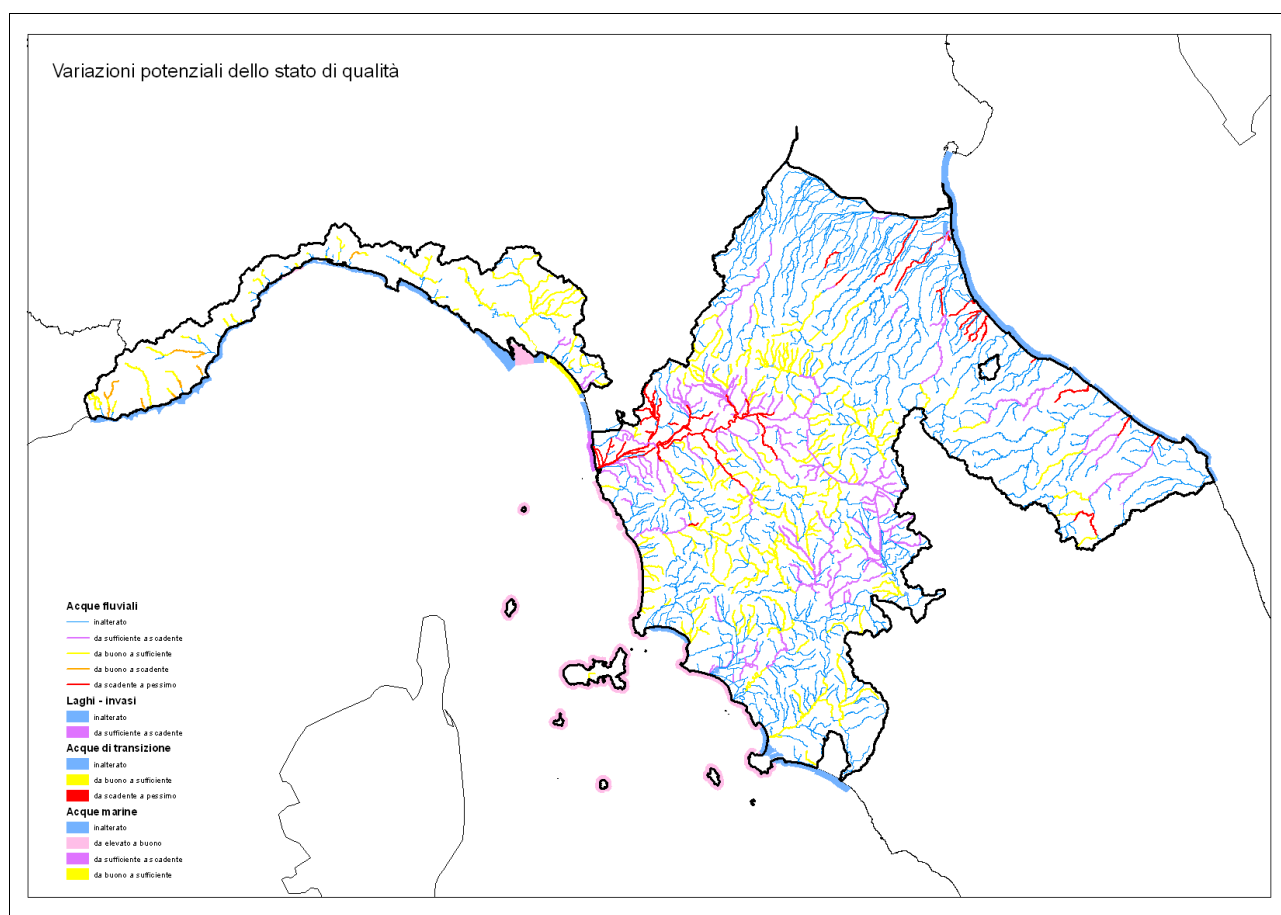 Variazioni potenziali dello stato di qualità
Acque fluviali
inalterato
da sufficiente a scadente
da buono a sufficiente
da buono a scadente
da scadente a pessimo
Laghi - invasi
inalterato
da sufficiente a scadente
Acque di transizione
inalterato
da buono a sufficiente
da scadente a pessimo
Acque marine
inalterato
da elevato a buono
da sufficiente a scadente
da buono a sufficiente